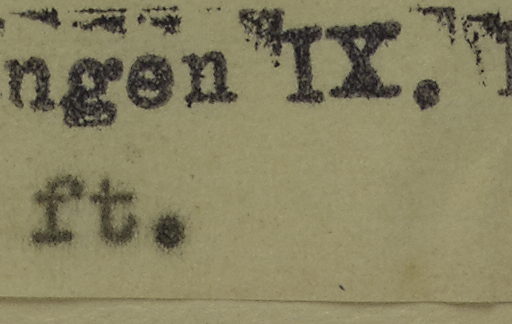 ngen IX.
ft.